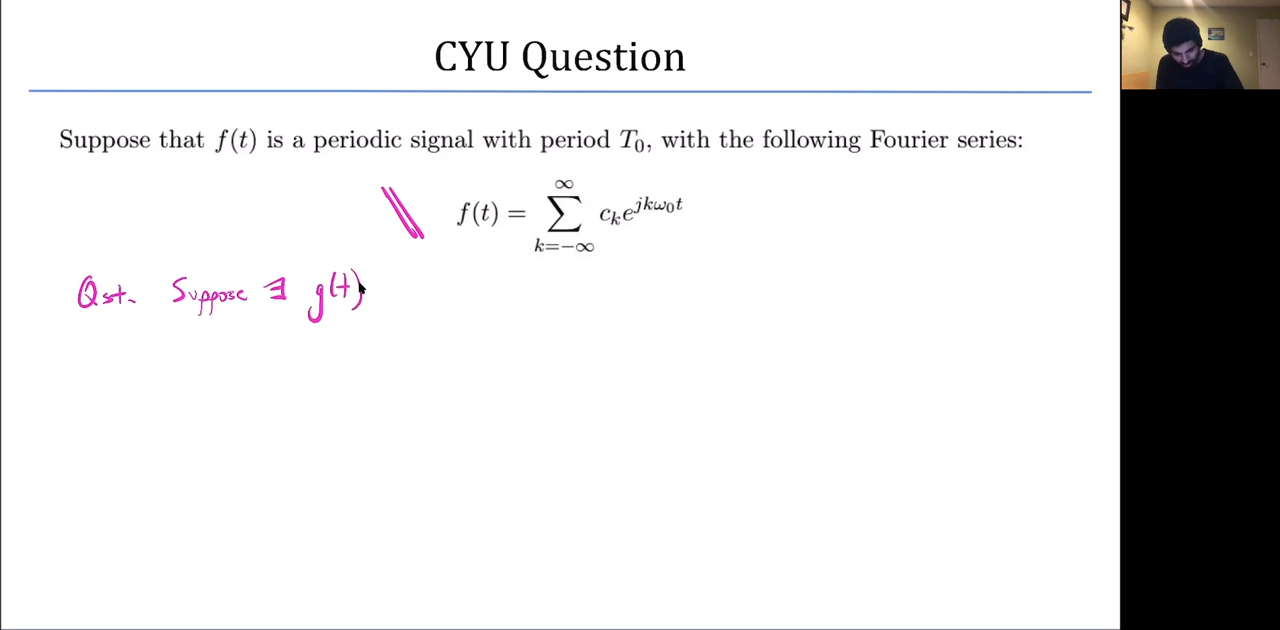 CYU Question
Suppose that f(t) is a periodic signal with period T₀, with the following Fourier series:
f(t) = ∑_{k=−∞}^{∞} c_k e^{jkω₀t}
Qst. Suppose ∃ g(t)